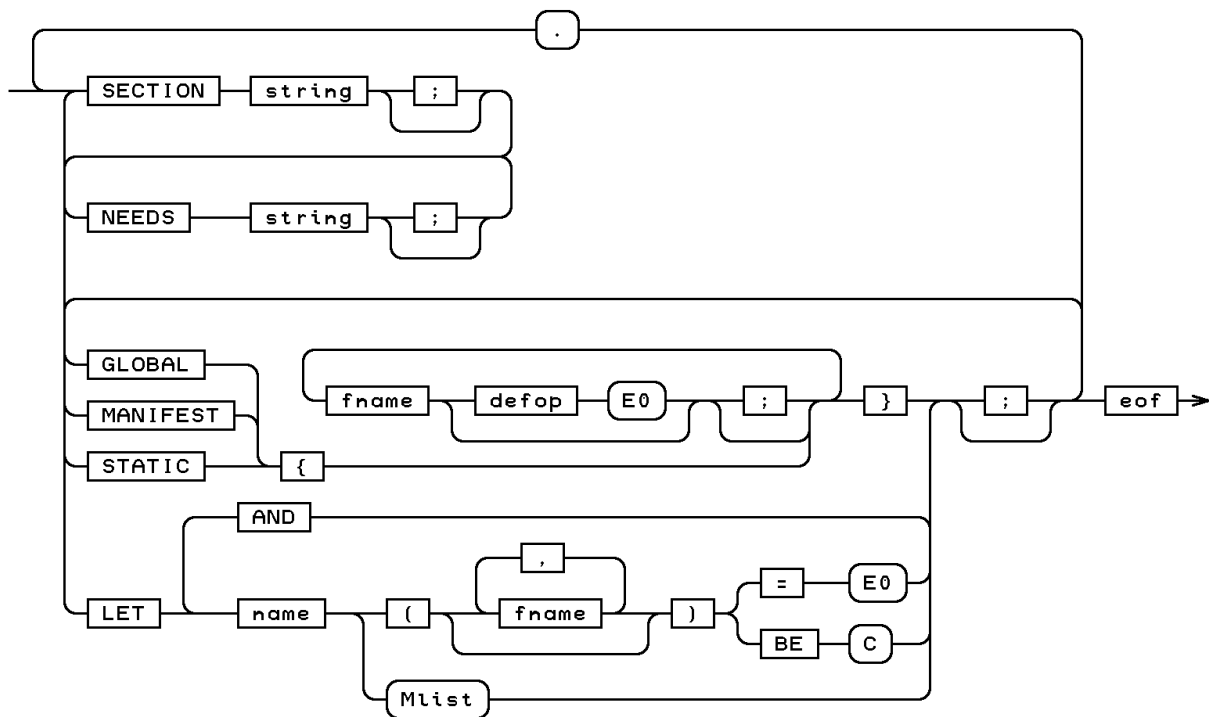 .
SECTION string ;
NEEDS string ;
GLOBAL
fname defop E0 ; } ; eof
MANIFEST
STATIC {
AND
,
= E0
LET name ( fname )
BE C
Mlist